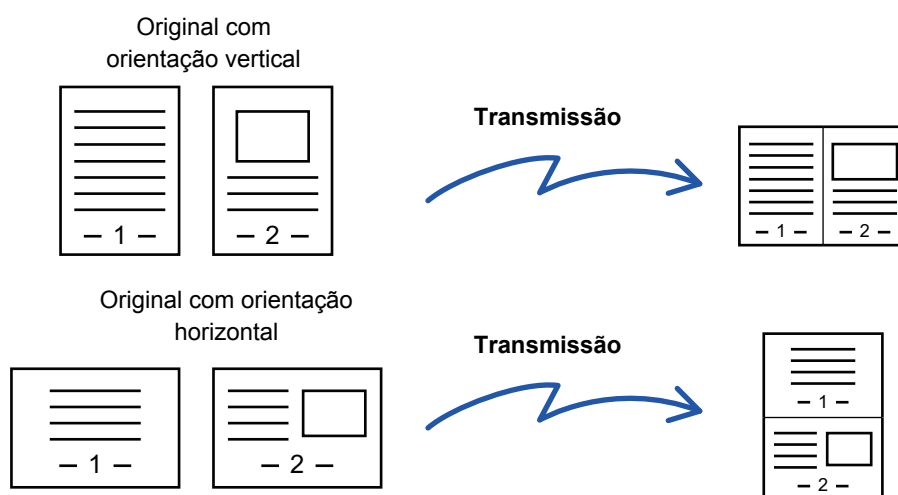 Original com
orientação vertical
Transmissão
– 1 –
– 2 –
– 1 –
– 2 –
Original com orientação
horizontal
Transmissão
– 1 –
– 2 –
– 1 –
– 2 –